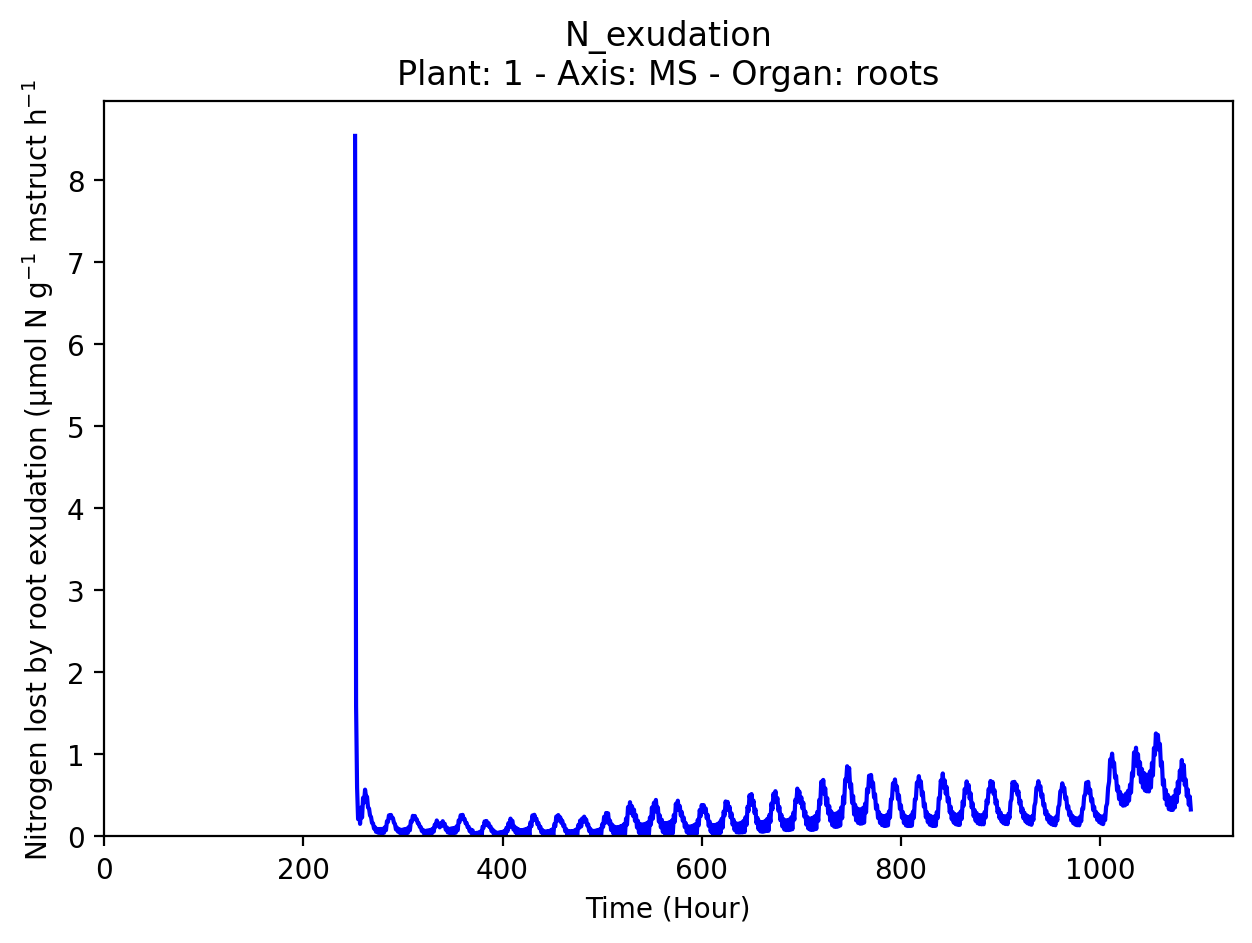 N_exudation
Plant: 1 - Axis: MS - Organ: roots
Nitrogen lost by root exudation (µmol N g⁻¹ mstruct h⁻¹
8
7
6
5
4
3
2
1
0
0 200 400 600 800 1000
Time (Hour)